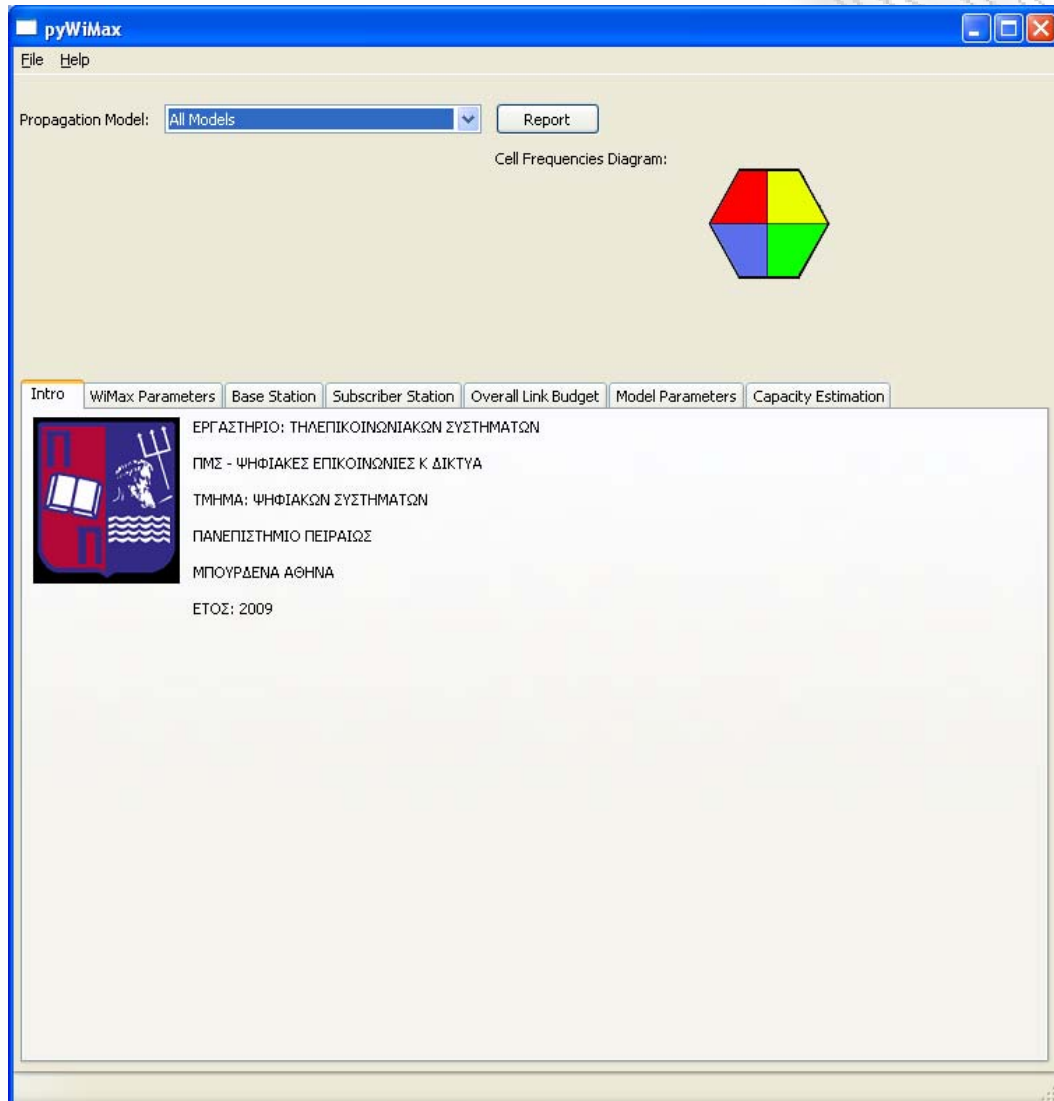 pyWiMax
File Help
Propagation Model: All Models Report
Cell Frequencies Diagram:
Intro WiMax Parameters Base Station Subscriber Station Overall Link Budget Model Parameters Capacity Estimation
ΕΡΓΑΣΤΗΡΙΟ: ΤΗΛΕΠΙΚΟΙΝΩΝΙΑΚΩΝ ΣΥΣΤΗΜΑΤΩΝ
ΠΜΣ - ΨΗΦΙΑΚΕΣ ΕΠΙΚΟΙΝΩΝΙΕΣ Κ ΔΙΚΤΥΑ
ΤΜΗΜΑ: ΨΗΦΙΑΚΩΝ ΣΥΣΤΗΜΑΤΩΝ
ΠΑΝΕΠΙΣΤΗΜΙΟ ΠΕΙΡΑΙΩΣ
ΜΠΟΥΡΔΕΝΑ ΑΘΗΝΑ
ΕΤΟΣ: 2009